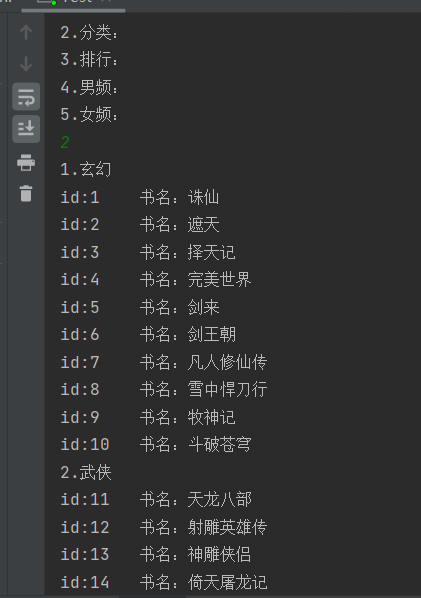 2.分类：
3.排行：
4.男频：
5.女频：
2
1.玄幻
id:1 书名：诛仙
id:2 书名：遮天
id:3 书名：择天记
id:4 书名：完美世界
id:5 书名：剑来
id:6 书名：剑王朝
id:7 书名：凡人修仙传
id:8 书名：雪中悍刀行
id:9 书名：牧神记
id:10 书名：斗破苍穹
2.武侠
id:11 书名：天龙八部
id:12 书名：射雕英雄传
id:13 书名：神雕侠侣
id:14 书名：倚天屠龙记